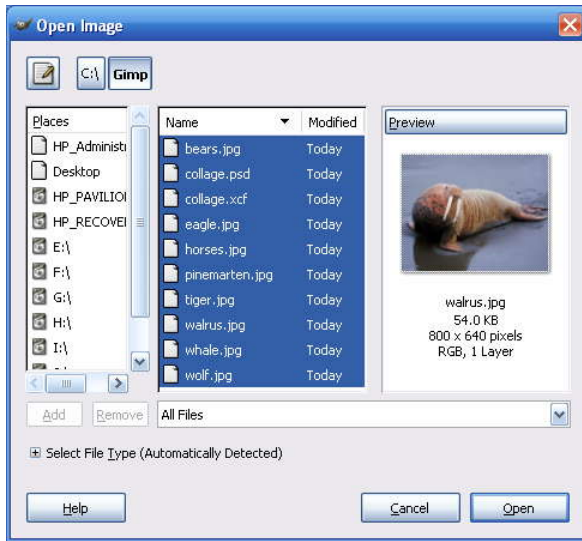 Open Image
C:\ Gimp
Places
HP_Administ
Desktop
HP_PAVILIO
HP_RECOVE
E:\
F:\
G:\
H:\
I:\
Name Modified
bears.jpg Today
collage.psd Today
collage.xcf Today
eagle.jpg Today
horses.jpg Today
pinemarten.jpg Today
tiger.jpg Today
walrus.jpg Today
whale.jpg Today
wolf.jpg Today
Preview
walrus.jpg
54.0 KB
800 x 640 pixels
RGB, 1 Layer
Add Remove All Files
Select File Type (Automatically Detected)
Help Cancel Open